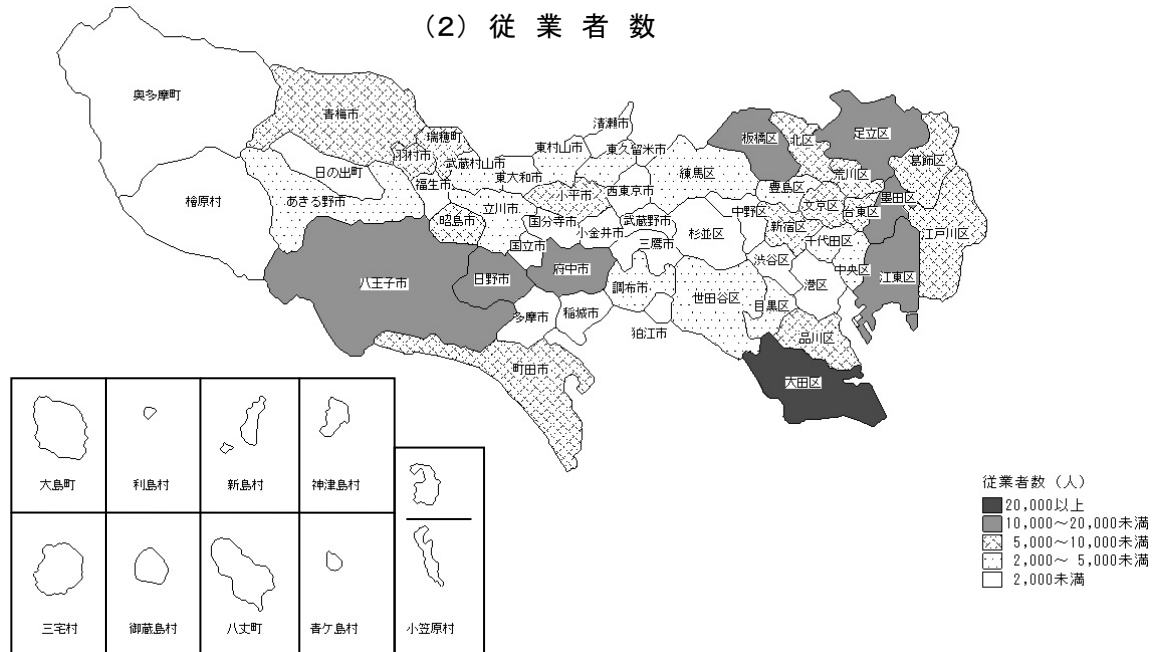 (2) 従 業 者 数
奥多摩町
青梅市
瑞穂町
羽村市
日の出町
檜原村
あきる野市
福生市
武蔵村山市
東大和市
東村山市
清瀬市
東久留米市
昭島市
立川市
小平市
西東京市
国分寺市
小金井市
武蔵野市
国立市
三鷹市
八王子市
日野市
府中市
調布市
多摩市
稲城市
狛江市
町田市
板橋区
北区
足立区
葛飾区
練馬区
豊島区
荒川区
文京区
台東区
墨田区
江戸川区
中野区
新宿区
杉並区
千代田区
渋谷区
中央区
江東区
港区
世田谷区
目黒区
品川区
大田区
大島町
利島村
新島村
神津島村
三宅村
御蔵島村
八丈町
青ケ島村
小笠原村
従業者数(人)
20,000以上
10,000~20,000未満
5,000~10,000未満
2,000~ 5,000未満
2,000未満